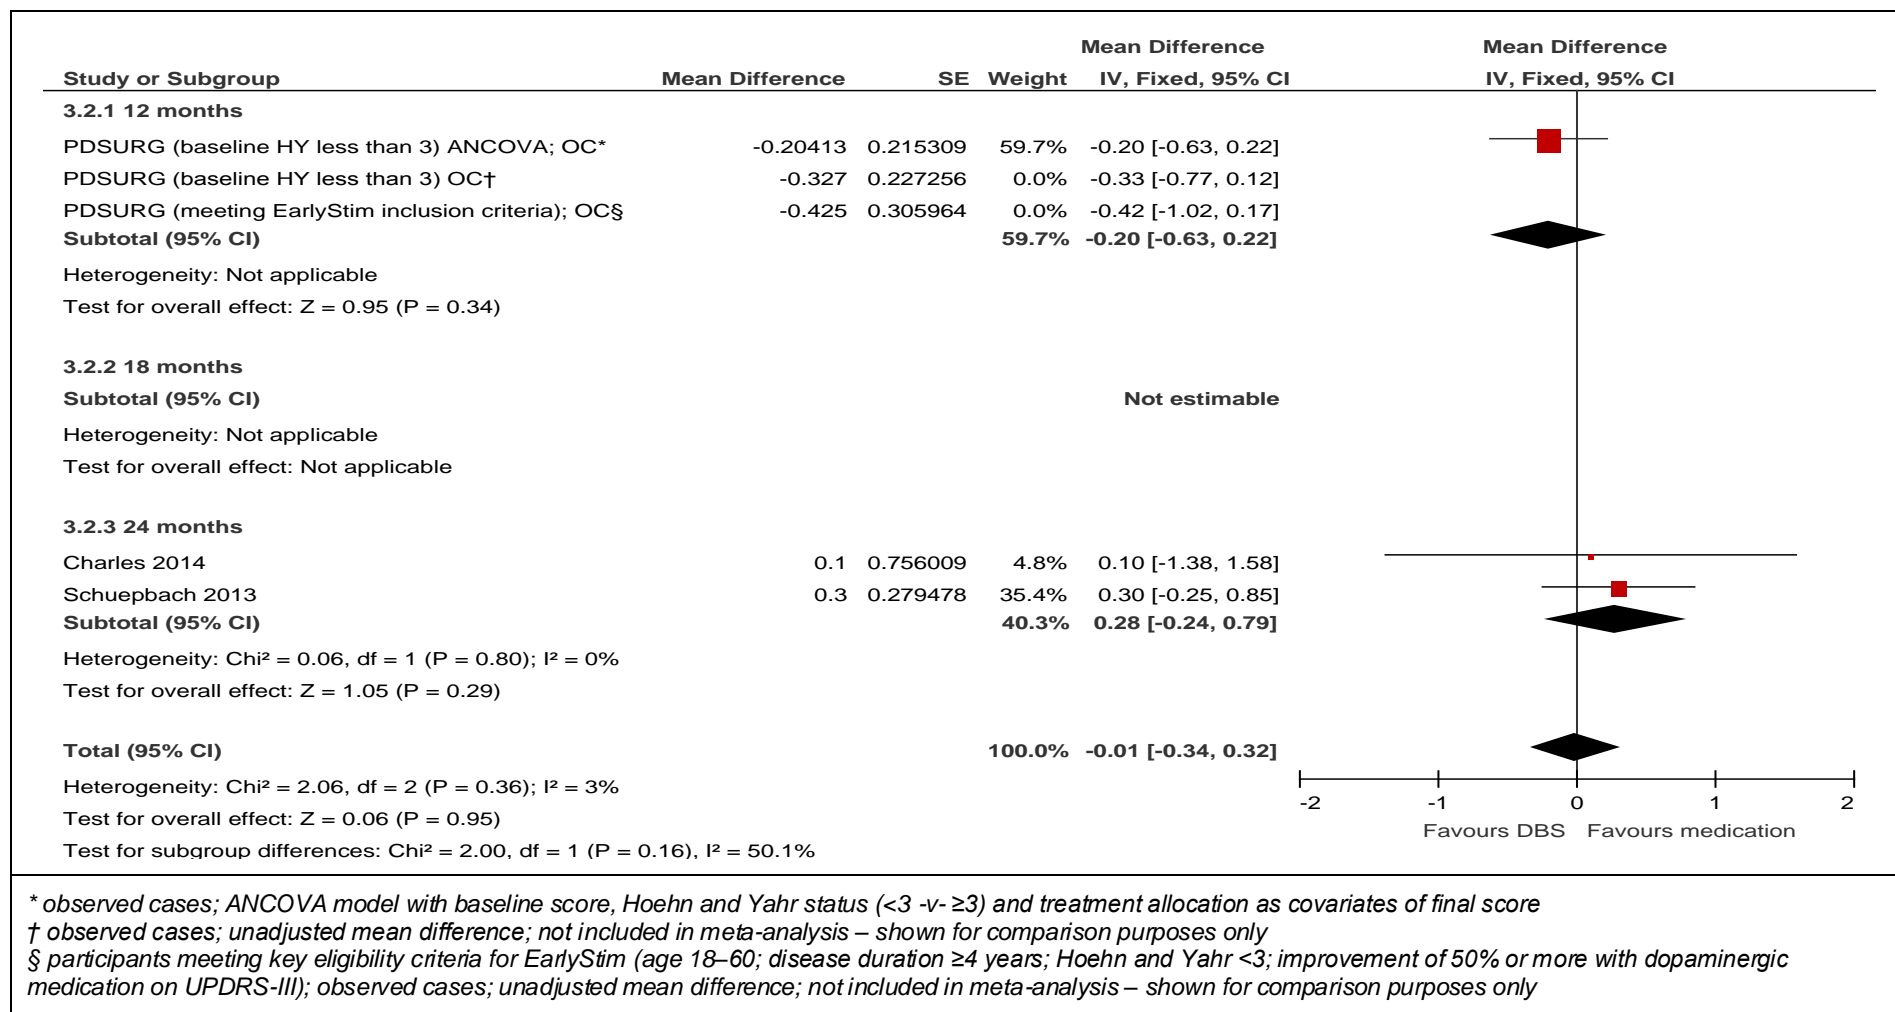 Mean Difference Mean Difference
Study or Subgroup Mean Difference SE Weight IV, Fixed, 95% CI IV, Fixed, 95% CI
3.2.1 12 months
PDSURG (baseline HY less than 3) ANCOVA; OC* -0.20413 0.215309 59.7% -0.20 [-0.63, 0.22]
PDSURG (baseline HY less than 3) OC† -0.327 0.227256 0.0% -0.33 [-0.77, 0.12]
PDSURG (meeting EarlyStim inclusion criteria); OC§ -0.425 0.305964 0.0% -0.42 [-1.02, 0.17]
Subtotal (95% CI) 59.7% -0.20 [-0.63, 0.22]
Heterogeneity: Not applicable
Test for overall effect: Z = 0.95 (P = 0.34)
3.2.2 18 months
Subtotal (95% CI) Not estimable
Heterogeneity: Not applicable
Test for overall effect: Not applicable
3.2.3 24 months
Charles 2014 0.1 0.756009 4.8% 0.10 [-1.38, 1.58]
Schuepbach 2013 0.3 0.279478 35.4% 0.30 [-0.25, 0.85]
Subtotal (95% CI) 40.3% 0.28 [-0.24, 0.79]
Heterogeneity: Chi² = 0.06, df = 1 (P = 0.80); I² = 0%
Test for overall effect: Z = 1.05 (P = 0.29)
Total (95% CI) 100.0% -0.01 [-0.34, 0.32]
Heterogeneity: Chi² = 2.06, df = 2 (P = 0.36); I² = 3%
Test for overall effect: Z = 0.06 (P = 0.95)
Test for subgroup differences: Chi² = 2.00, df = 1 (P = 0.16), I² = 50.1%
-2 -1 0 1 2
Favours DBS Favours medication
* observed cases; ANCOVA model with baseline score, Hoehn and Yahr status (<3 -v- ≥3) and treatment allocation as covariates of final score
† observed cases; unadjusted mean difference; not included in meta-analysis – shown for comparison purposes only
§ participants meeting key eligibility criteria for EarlyStim (age 18–60; disease duration ≥4 years; Hoehn and Yahr <3; improvement of 50% or more with dopaminergic
medication on UPDRS-III); observed cases; unadjusted mean difference; not included in meta-analysis – shown for comparison purposes only